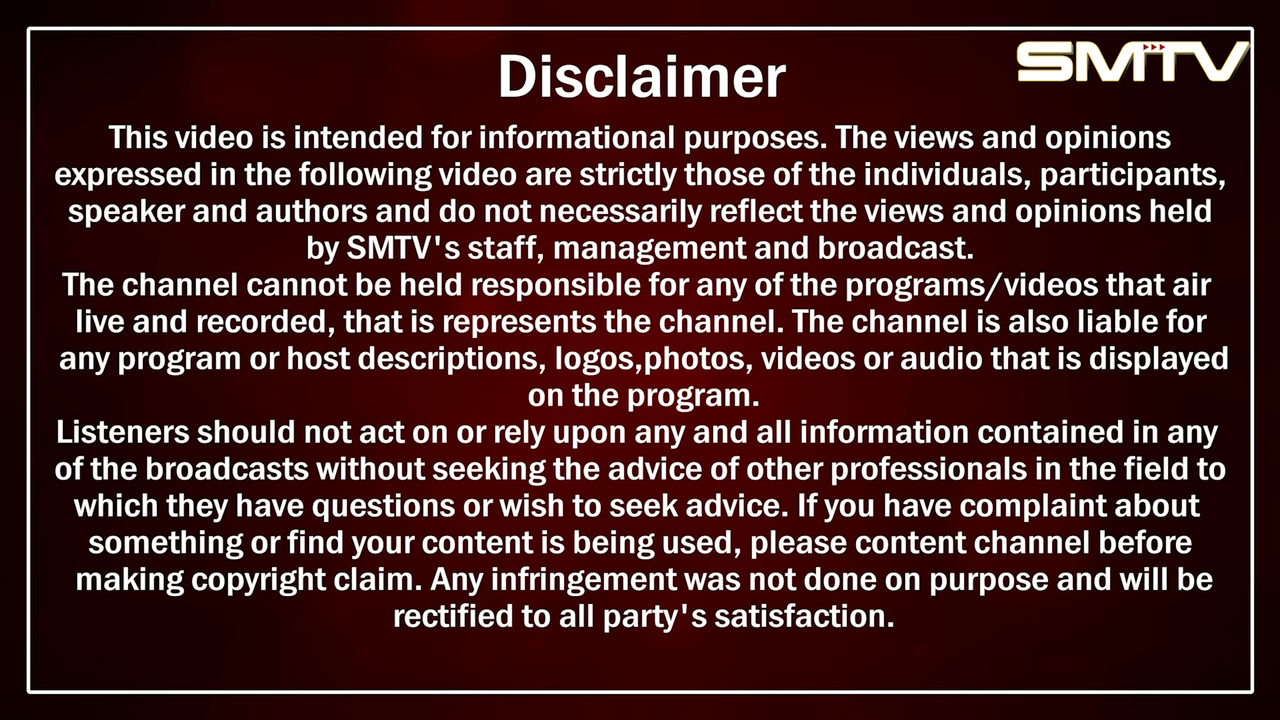 SMTV
Disclaimer
This video is intended for informational purposes. The views and opinions
expressed in the following video are strictly those of the individuals, participants,
speaker and authors and do not necessarily reflect the views and opinions held
by SMTV's staff, management and broadcast.
The channel cannot be held responsible for any of the programs/videos that air
live and recorded, that is represents the channel. The channel is also liable for
any program or host descriptions, logos,photos, videos or audio that is displayed
on the program.
Listeners should not act on or rely upon any and all information contained in any
of the broadcasts without seeking the advice of other professionals in the field to
which they have questions or wish to seek advice. If you have complaint about
something or find your content is being used, please content channel before
making copyright claim. Any infringement was not done on purpose and will be
rectified to all party's satisfaction.